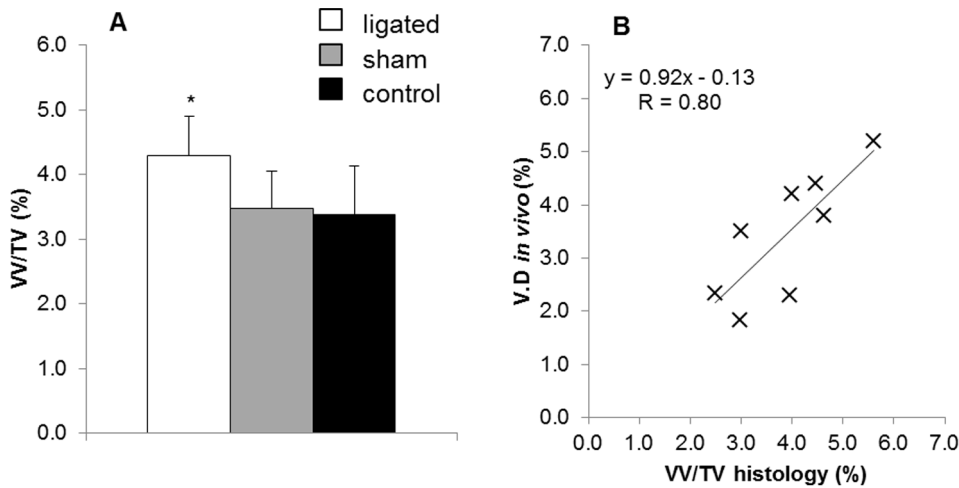 A
ligated
sham
control
6.0
5.0
4.0
3.0
2.0
1.0
0.0
VV/TV (%)
*
B
y = 0.92x - 0.13
R = 0.80
7.0
6.0
5.0
4.0
3.0
2.0
1.0
0.0
V.D in vivo (%)
0.0 1.0 2.0 3.0 4.0 5.0 6.0 7.0
VV/TV histology (%)